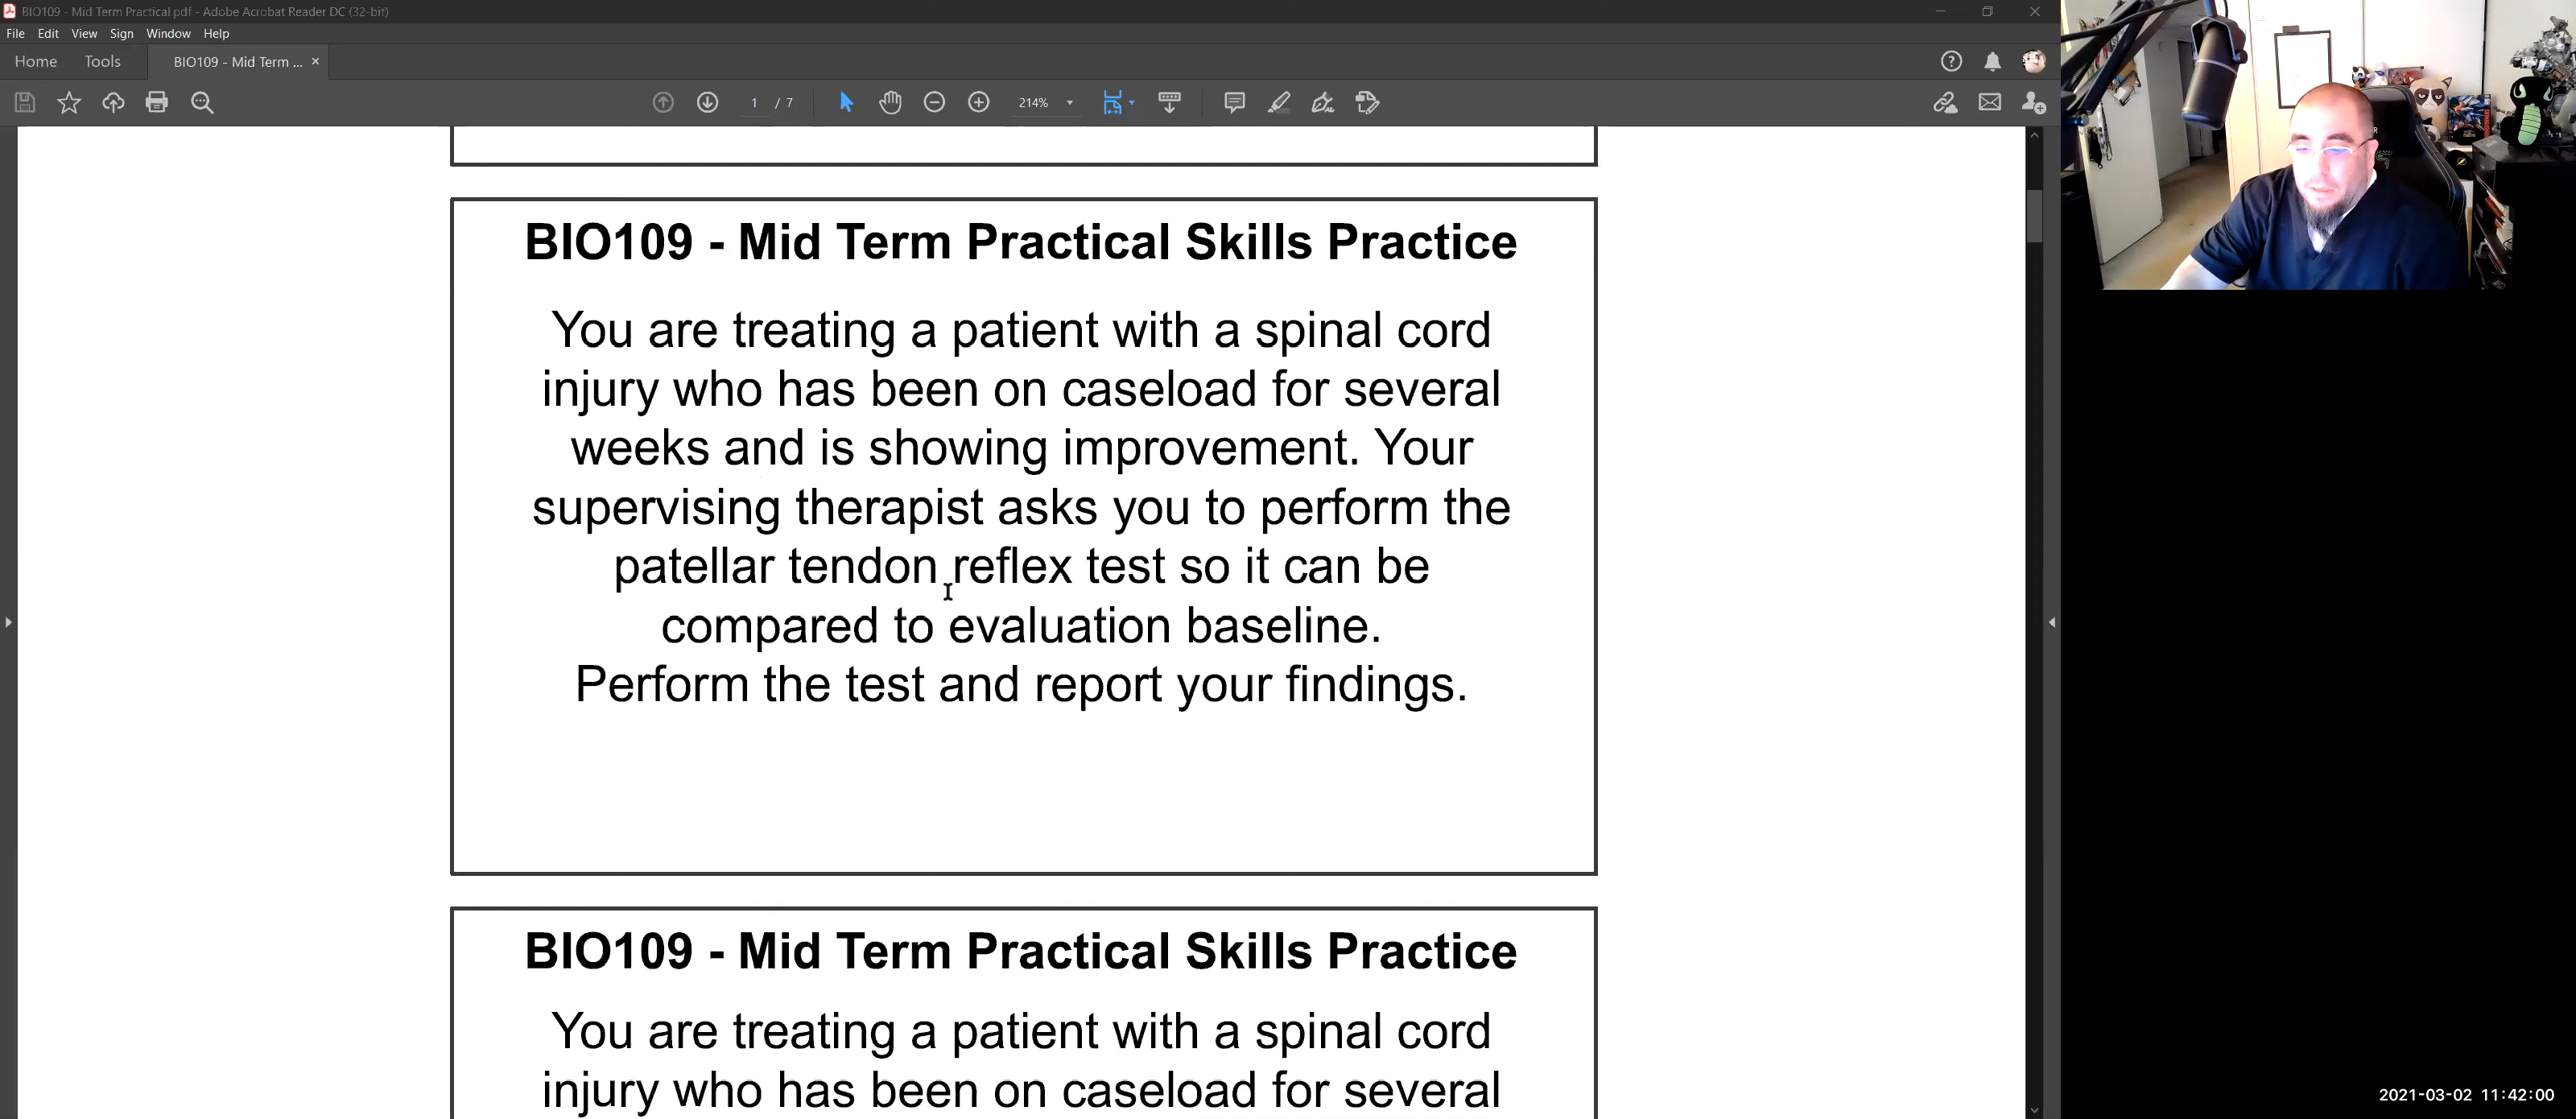 BIO109 - Mid Term Practical.pdf - Adobe Acrobat Reader DC (32-bit)
File Edit View Sign Window Help
Home Tools BIO109 - Mid Term ... ×
1 / 7 214%
BIO109 - Mid Term Practical Skills Practice
You are treating a patient with a spinal cord
injury who has been on caseload for several
weeks and is showing improvement. Your
supervising therapist asks you to perform the
patellar tendon reflex test so it can be
compared to evaluation baseline.
Perform the test and report your findings.
BIO109 - Mid Term Practical Skills Practice
You are treating a patient with a spinal cord
injury who has been on caseload for several
2021-03-02 11:42:00